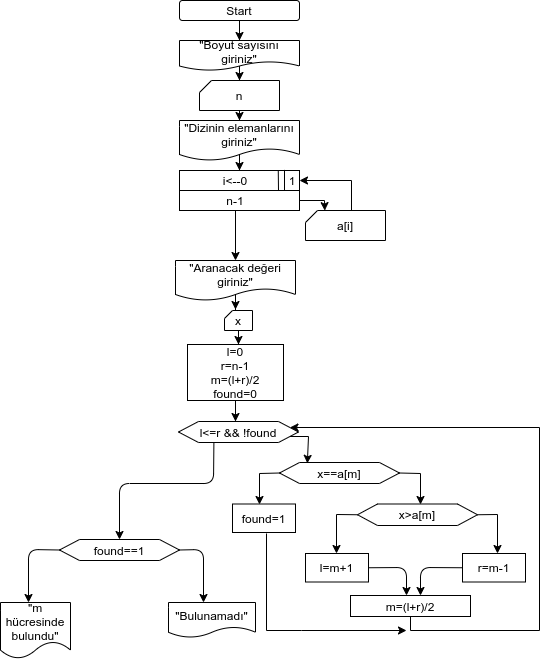 Start
"Boyut sayısını
giriniz"
n
"Dizinin elemanlarını
giriniz"
i<--0
1
n-1
a[i]
"Aranacak değeri
giriniz"
x
l=0
r=n-1
m=(l+r)/2
found=0
l<=r && !found
x==a[m]
found=1
x>a[m]
found==1
l=m+1
r=m-1
m=(l+r)/2
"m
hücresinde
bulundu"
"Bulunamadı"